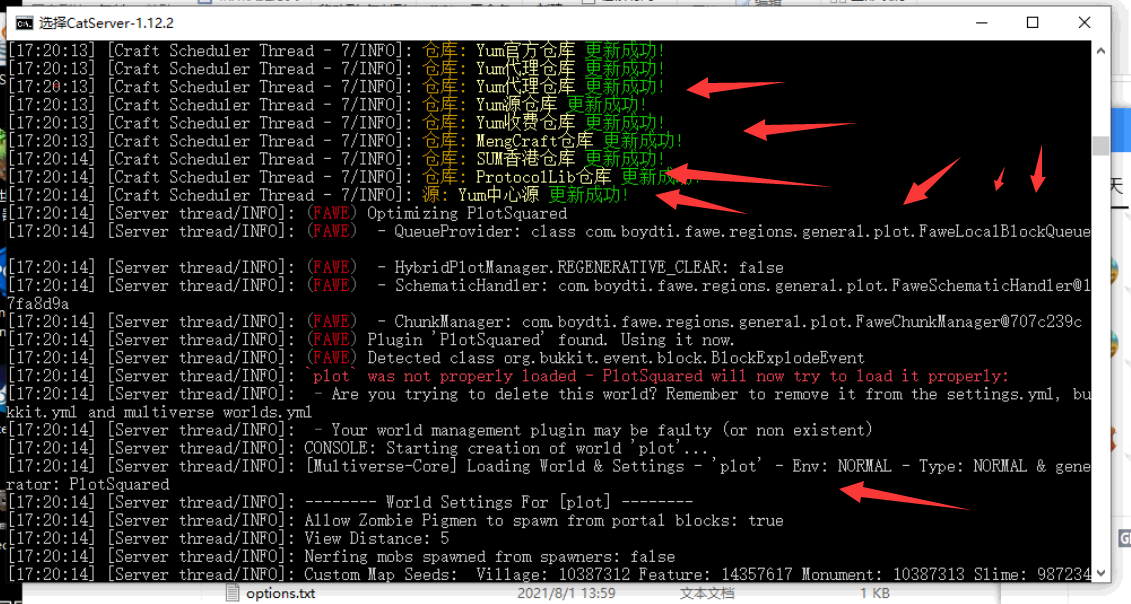 选择CatServer-1.12.2
[17:20:13] [Craft Scheduler Thread - 7/INFO]: 仓库: Yum官方仓库 更新成功!
[17:20:13] [Craft Scheduler Thread - 7/INFO]: 仓库: Yum代理仓库 更新成功!
[17:20:13] [Craft Scheduler Thread - 7/INFO]: 仓库: Yum代理仓库 更新成功!
[17:20:13] [Craft Scheduler Thread - 7/INFO]: 仓库: Yum源仓库 更新成功!
[17:20:13] [Craft Scheduler Thread - 7/INFO]: 仓库: Yum收费仓库 更新成功!
[17:20:13] [Craft Scheduler Thread - 7/INFO]: 仓库: MengCraft仓库 更新成功!
[17:20:14] [Craft Scheduler Thread - 7/INFO]: 仓库: SUM香港仓库 更新成功!
[17:20:14] [Craft Scheduler Thread - 7/INFO]: 仓库: ProtocolLib仓库 更新成功!
[17:20:14] [Craft Scheduler Thread - 7/INFO]: 源: Yum中心源 更新成功!
[17:20:14] [Server thread/INFO]: (FAWE) Optimizing PlotSquared
[17:20:14] [Server thread/INFO]: (FAWE)  - QueueProvider: class com.boydti.fawe.regions.general.plot.FaweLocalBlockQueue
[17:20:14] [Server thread/INFO]: (FAWE)  - HybridPlotManager.REGENERATIVE_CLEAR: false
[17:20:14] [Server thread/INFO]: (FAWE)  - SchematicHandler: com.boydti.fawe.regions.general.plot.FaweSchematicHandler@1
7fa8d9a
[17:20:14] [Server thread/INFO]: (FAWE)  - ChunkManager: com.boydti.fawe.regions.general.plot.FaweChunkManager@707c239c
[17:20:14] [Server thread/INFO]: (FAWE) Plugin 'PlotSquared' found. Using it now.
[17:20:14] [Server thread/INFO]: (FAWE) Detected class org.bukkit.event.block.BlockExplodeEvent
[17:20:14] [Server thread/INFO]: `plot` was not properly loaded - PlotSquared will now try to load it properly:
[17:20:14] [Server thread/INFO]:  - Are you trying to delete this world? Remember to remove it from the settings.yml, bu
kkit.yml and multiverse worlds.yml
[17:20:14] [Server thread/INFO]:  - Your world management plugin may be faulty (or non existent)
[17:20:14] [Server thread/INFO]: CONSOLE: Starting creation of world 'plot'...
[17:20:14] [Server thread/INFO]: [Multiverse-Core] Loading World & Settings - 'plot' - Env: NORMAL - Type: NORMAL & gene
rator: PlotSquared
[17:20:14] [Server thread/INFO]: -------- World Settings For [plot] --------
[17:20:14] [Server thread/INFO]: Allow Zombie Pigmen to spawn from portal blocks: true
[17:20:14] [Server thread/INFO]: View Distance: 5
[17:20:14] [Server thread/INFO]: Nerfing mobs spawned from spawners: false
[17:20:14] [Server thread/INFO]: Custom Map Seeds:  Village: 10387312 Feature: 14357617 Monument: 10387313 Slime: 987234
options.txt 2021/8/1 13:59 文本文档 1 KB
天